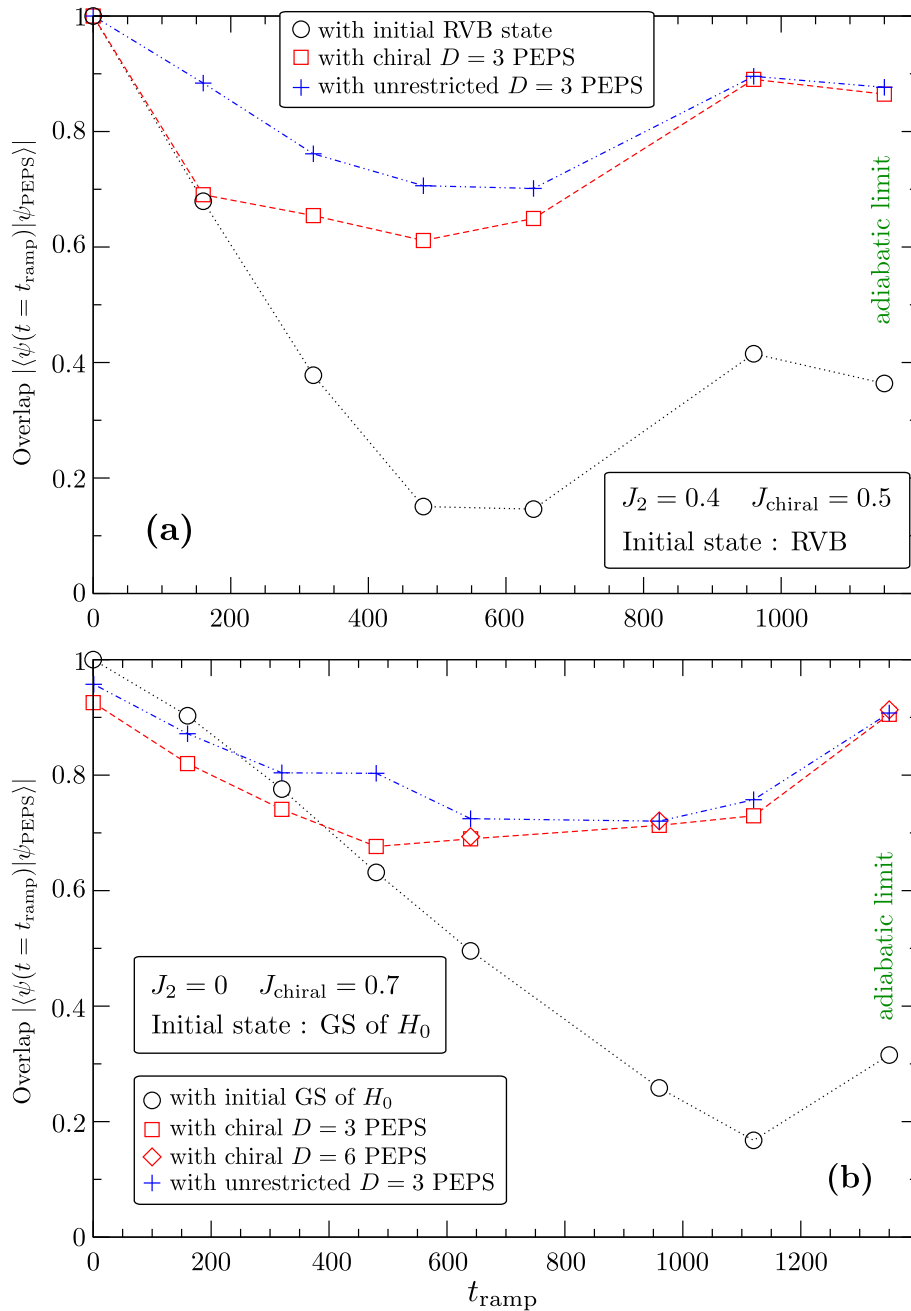 with initial RVB state
with chiral D = 3 PEPS
with unrestricted D = 3 PEPS
1
0.8
0.6
0.4
0.2
0
Overlap |⟨ψ(t = t_ramp)|ψ_PEPS⟩|
adiabatic limit
(a)
J_2 = 0.4 J_chiral = 0.5
Initial state : RVB
0 200 400 600 800 1000
1
0.8
0.6
0.4
0.2
0
Overlap |⟨ψ(t = t_ramp)|ψ_PEPS⟩|
adiabatic limit
J_2 = 0 J_chiral = 0.7
Initial state : GS of H_0
with initial GS of H_0
with chiral D = 3 PEPS
with chiral D = 6 PEPS
with unrestricted D = 3 PEPS
(b)
0 200 400 600 800 1000 1200
t_ramp